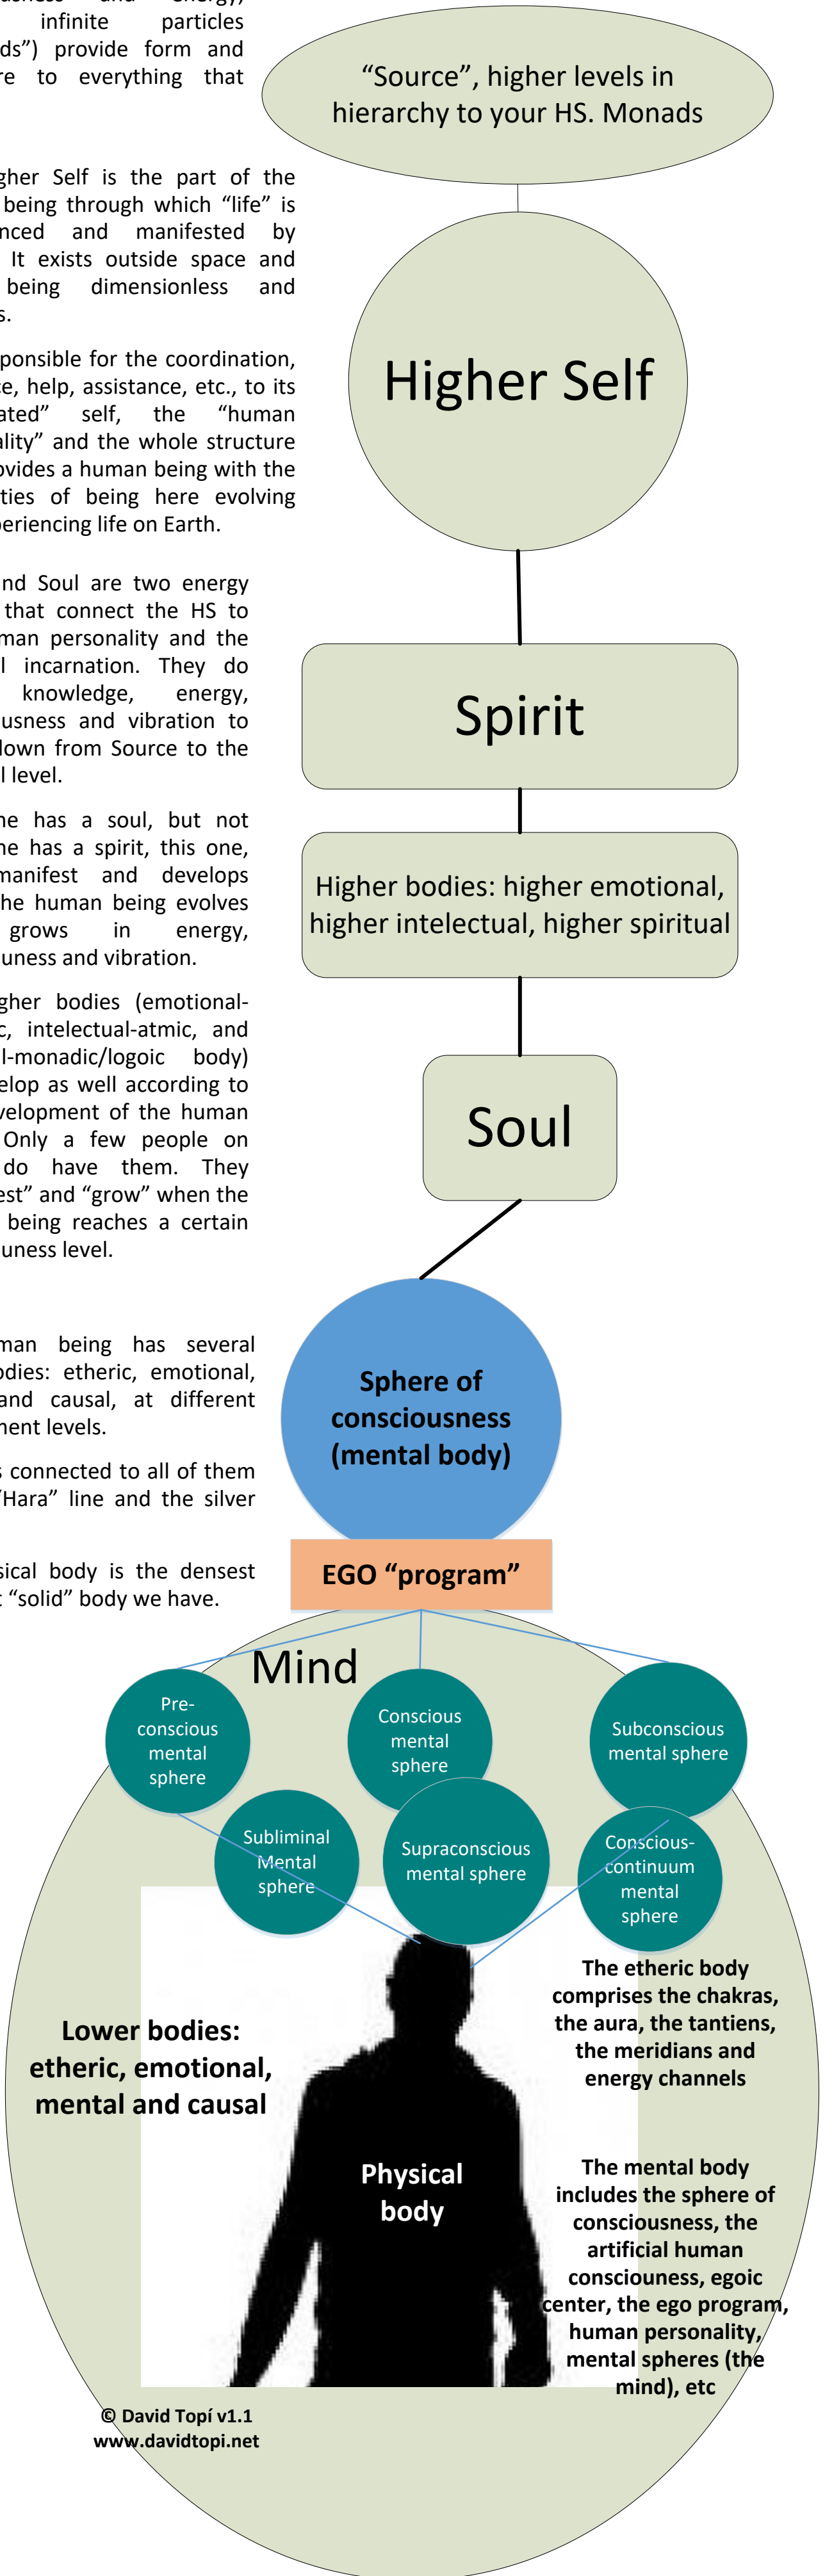 ousness and energy,
infinite particles
ds”) provide form and
re to everything that
gher Self is the part of the
being through which “life” is
nced and manifested by
It exists outside space and
being dimensionless and
s.
ponsible for the coordination,
ce, help, assistance, etc., to its
ated” self, the “human
ality” and the whole structure
ovides a human being with the
ties of being here evolving
periencing life on Earth.
nd Soul are two energy
that connect the HS to
man personality and the
l incarnation. They do
knowledge, energy,
ousness and vibration to
down from Source to the
l level.
ne has a soul, but not
ne has a spirit, this one,
manifest and develops
he human being evolves
grows in energy,
uness and vibration.
gher bodies (emotional-
c, intelectual-atmic, and
l-monadic/logoic body)
elop as well according to
velopment of the human
Only a few people on
do have them. They
est” and “grow” when the
being reaches a certain
uness level.
man being has several
odies: etheric, emotional,
and causal, at different
ment levels.
s connected to all of them
“Hara” line and the silver
sical body is the densest
t “solid” body we have.
“Source”, higher levels in
hierarchy to your HS. Monads
Higher Self
Spirit
Higher bodies: higher emotional,
higher intelectual, higher spiritual
Soul
Sphere of
consciousness
(mental body)
EGO “program”
Mind
Pre-
conscious
mental
sphere
Conscious
mental
sphere
Subconscious
mental sphere
Subliminal
Mental
sphere
Supraconscious
mental sphere
Conscious-
continuum
mental
sphere
Lower bodies:
etheric, emotional,
mental and causal
Physical
body
The etheric body
comprises the chakras,
the aura, the tantiens,
the meridians and
energy channels
The mental body
includes the sphere of
consciousness, the
artificial human
consciouness, egoic
center, the ego program,
human personality,
mental spheres (the
mind), etc
© David Topí v1.1
www.davidtopi.net